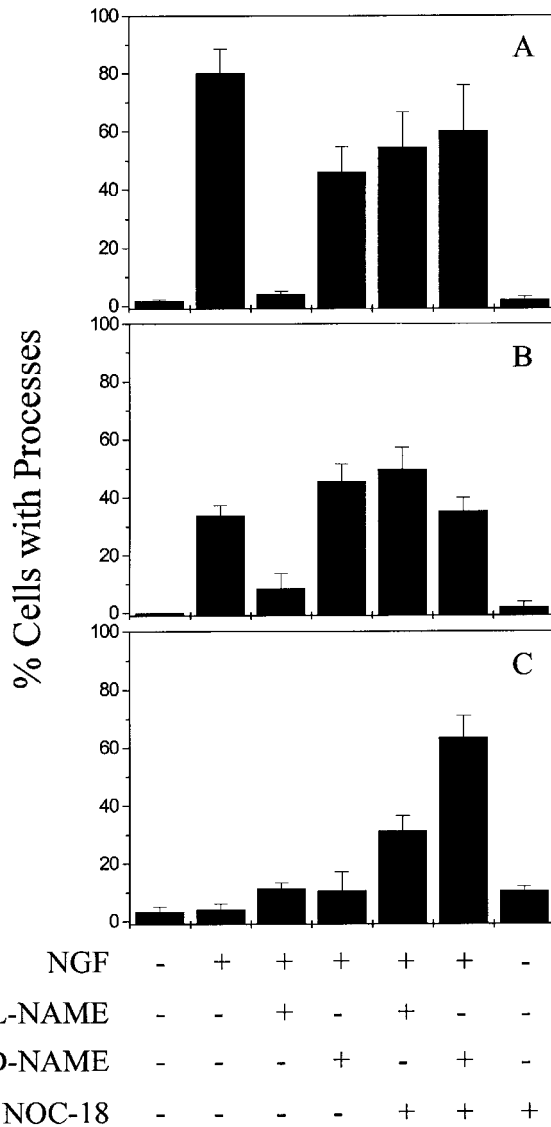 100
A
80
60
40
20
0
% Cells with Processes
100
B
80
60
40
20
0
100
C
80
60
40
20
0
NGF - + + + + + -
L-NAME - - + - + - -
D-NAME - - - + - + -
NOC-18 - - - - + + +